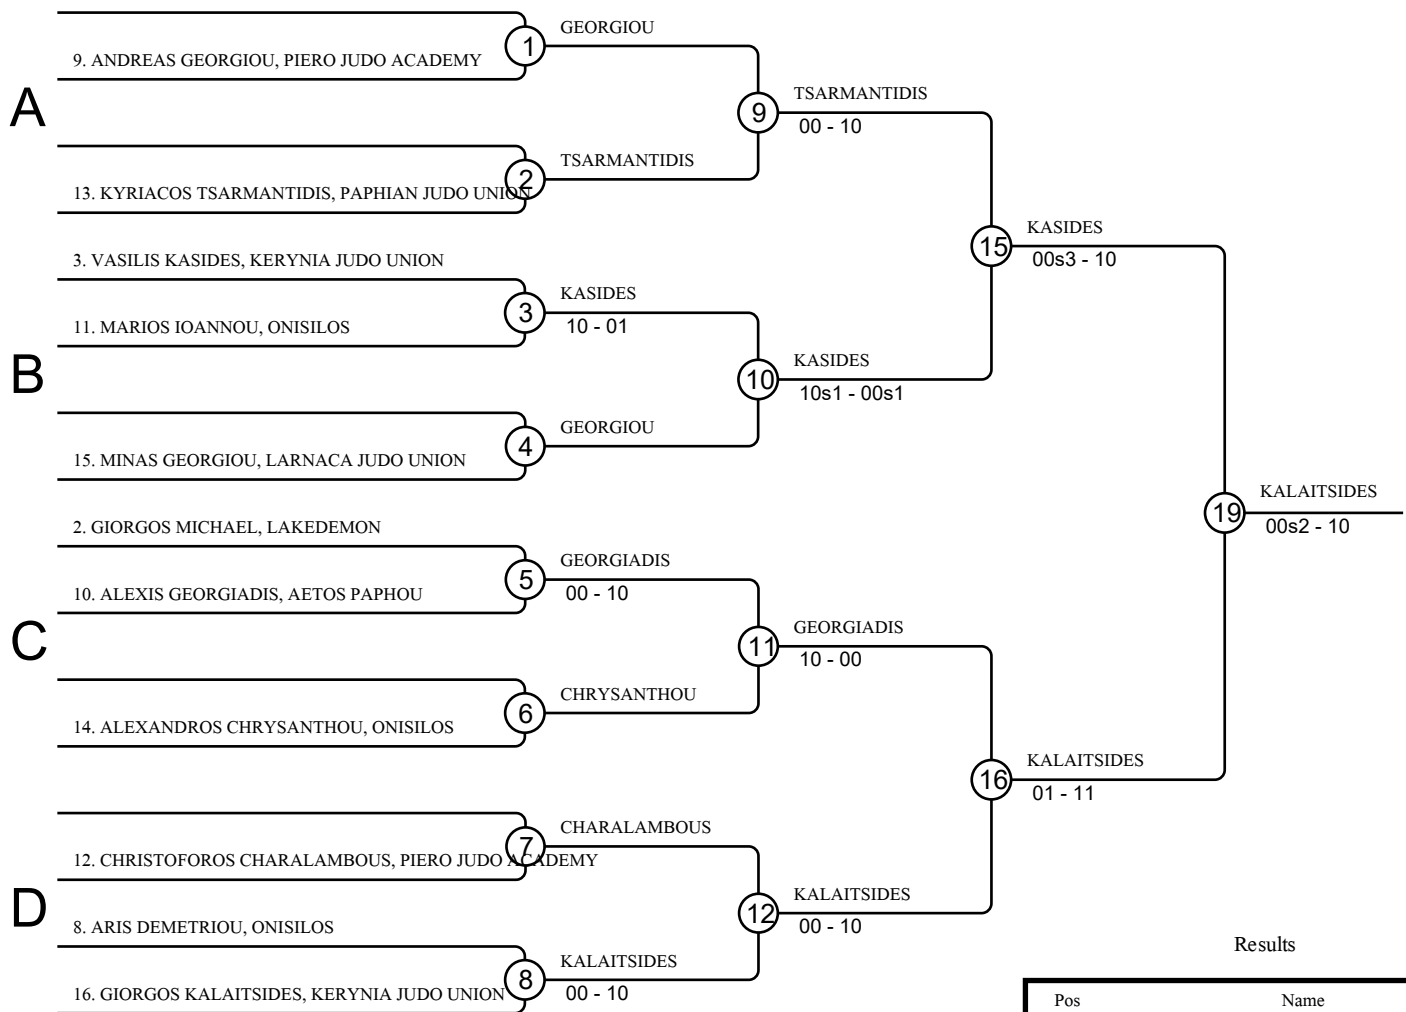 GEORGIOU
1
9. ANDREAS GEORGIOU, PIERO JUDO ACADEMY
A
TSARMANTIDIS
9
00 - 10
TSARMANTIDIS
2
13. KYRIACOS TSARMANTIDIS, PAPHIAN JUDO UNION
KASIDES
15
00s3 - 10
3. VASILIS KASIDES, KERYNIA JUDO UNION
KASIDES
3
10 - 01
11. MARIOS IOANNOU, ONISILOS
B
KASIDES
10
10s1 - 00s1
GEORGIOU
4
15. MINAS GEORGIOU, LARNACA JUDO UNION
KALAITSIDES
19
00s2 - 10
2. GIORGOS MICHAEL, LAKEDEMON
GEORGIADIS
5
00 - 10
10. ALEXIS GEORGIADIS, AETOS PAPHOU
C
GEORGIADIS
11
10 - 00
CHRYSANTHOU
6
14. ALEXANDROS CHRYSANTHOU, ONISILOS
KALAITSIDES
16
01 - 11
CHARALAMBOUS
7
12. CHRISTOFOROS CHARALAMBOUS, PIERO JUDO ACADEMY
D
KALAITSIDES
12
00 - 10
8. ARIS DEMETRIOU, ONISILOS
KALAITSIDES
8
00 - 10
16. GIORGOS KALAITSIDES, KERYNIA JUDO UNION
Results
Pos Name